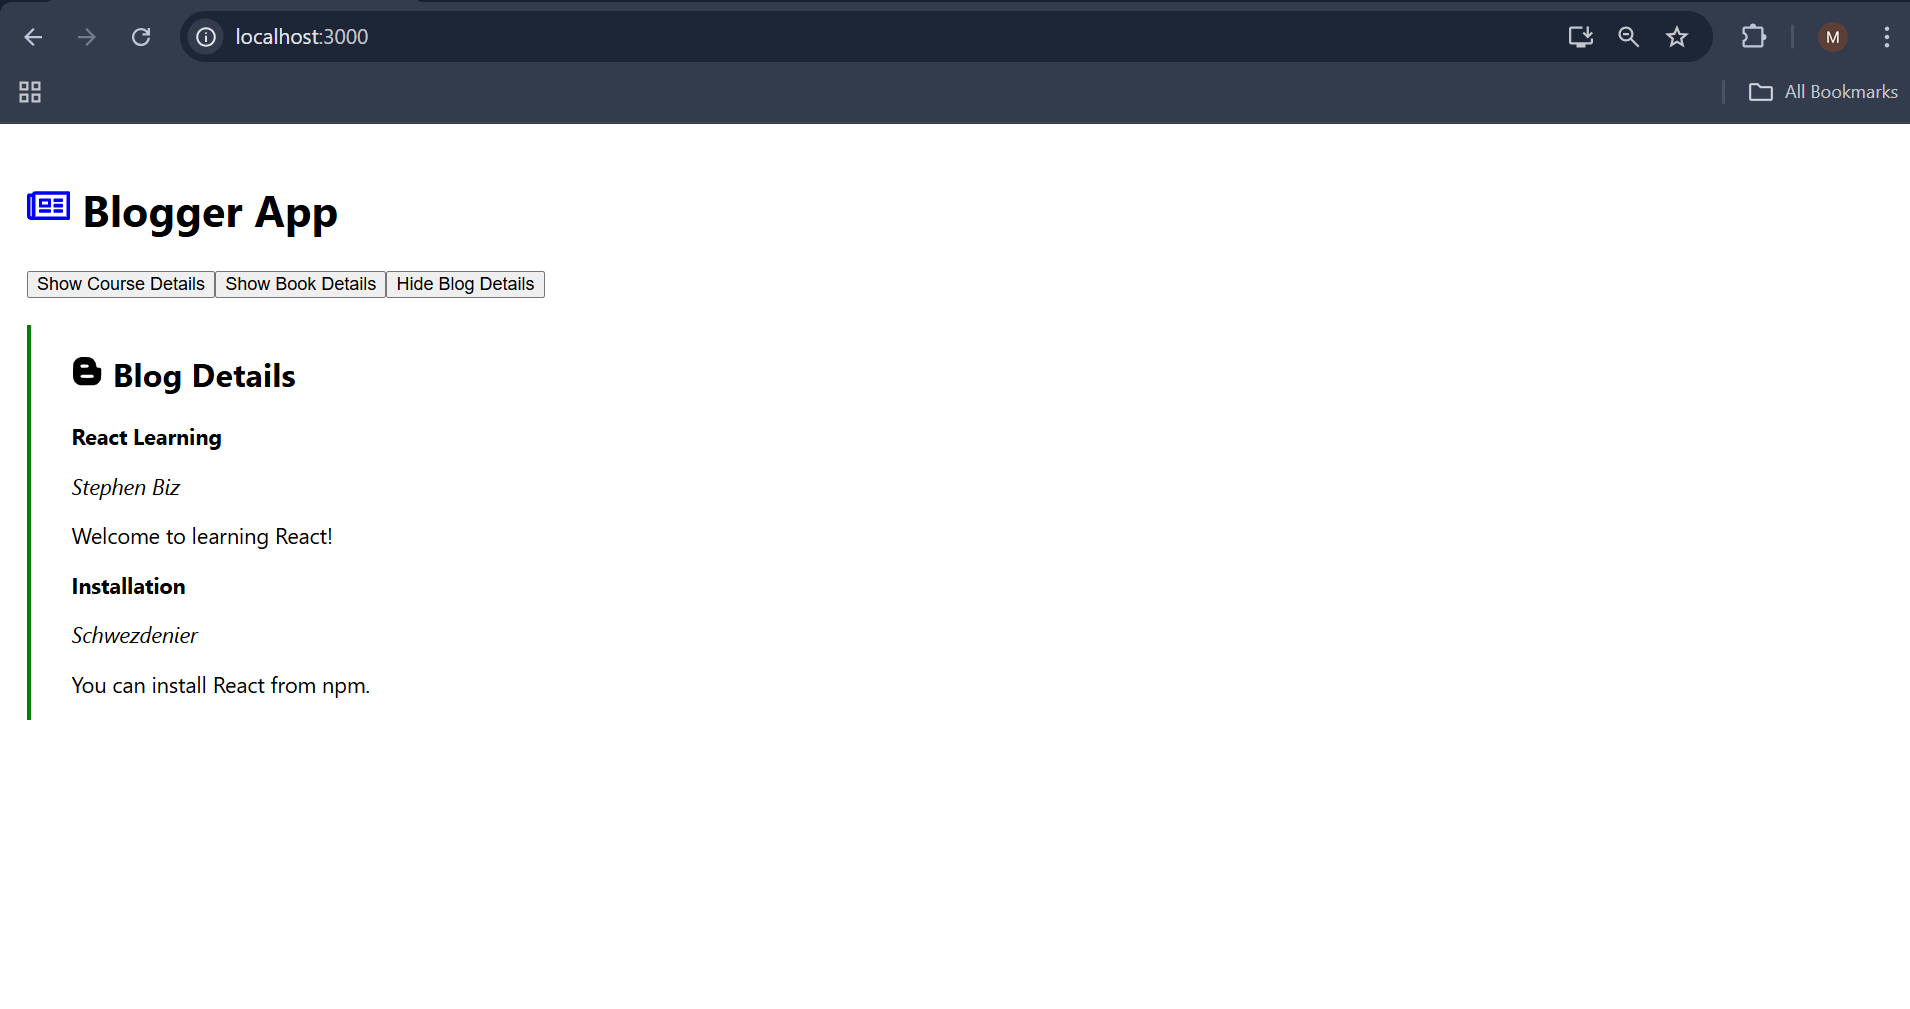 localhost:3000
M
All Bookmarks
Blogger App
Show Course Details Show Book Details Hide Blog Details
Blog Details
React Learning
Stephen Biz
Welcome to learning React!
Installation
Schwezdenier
You can install React from npm.